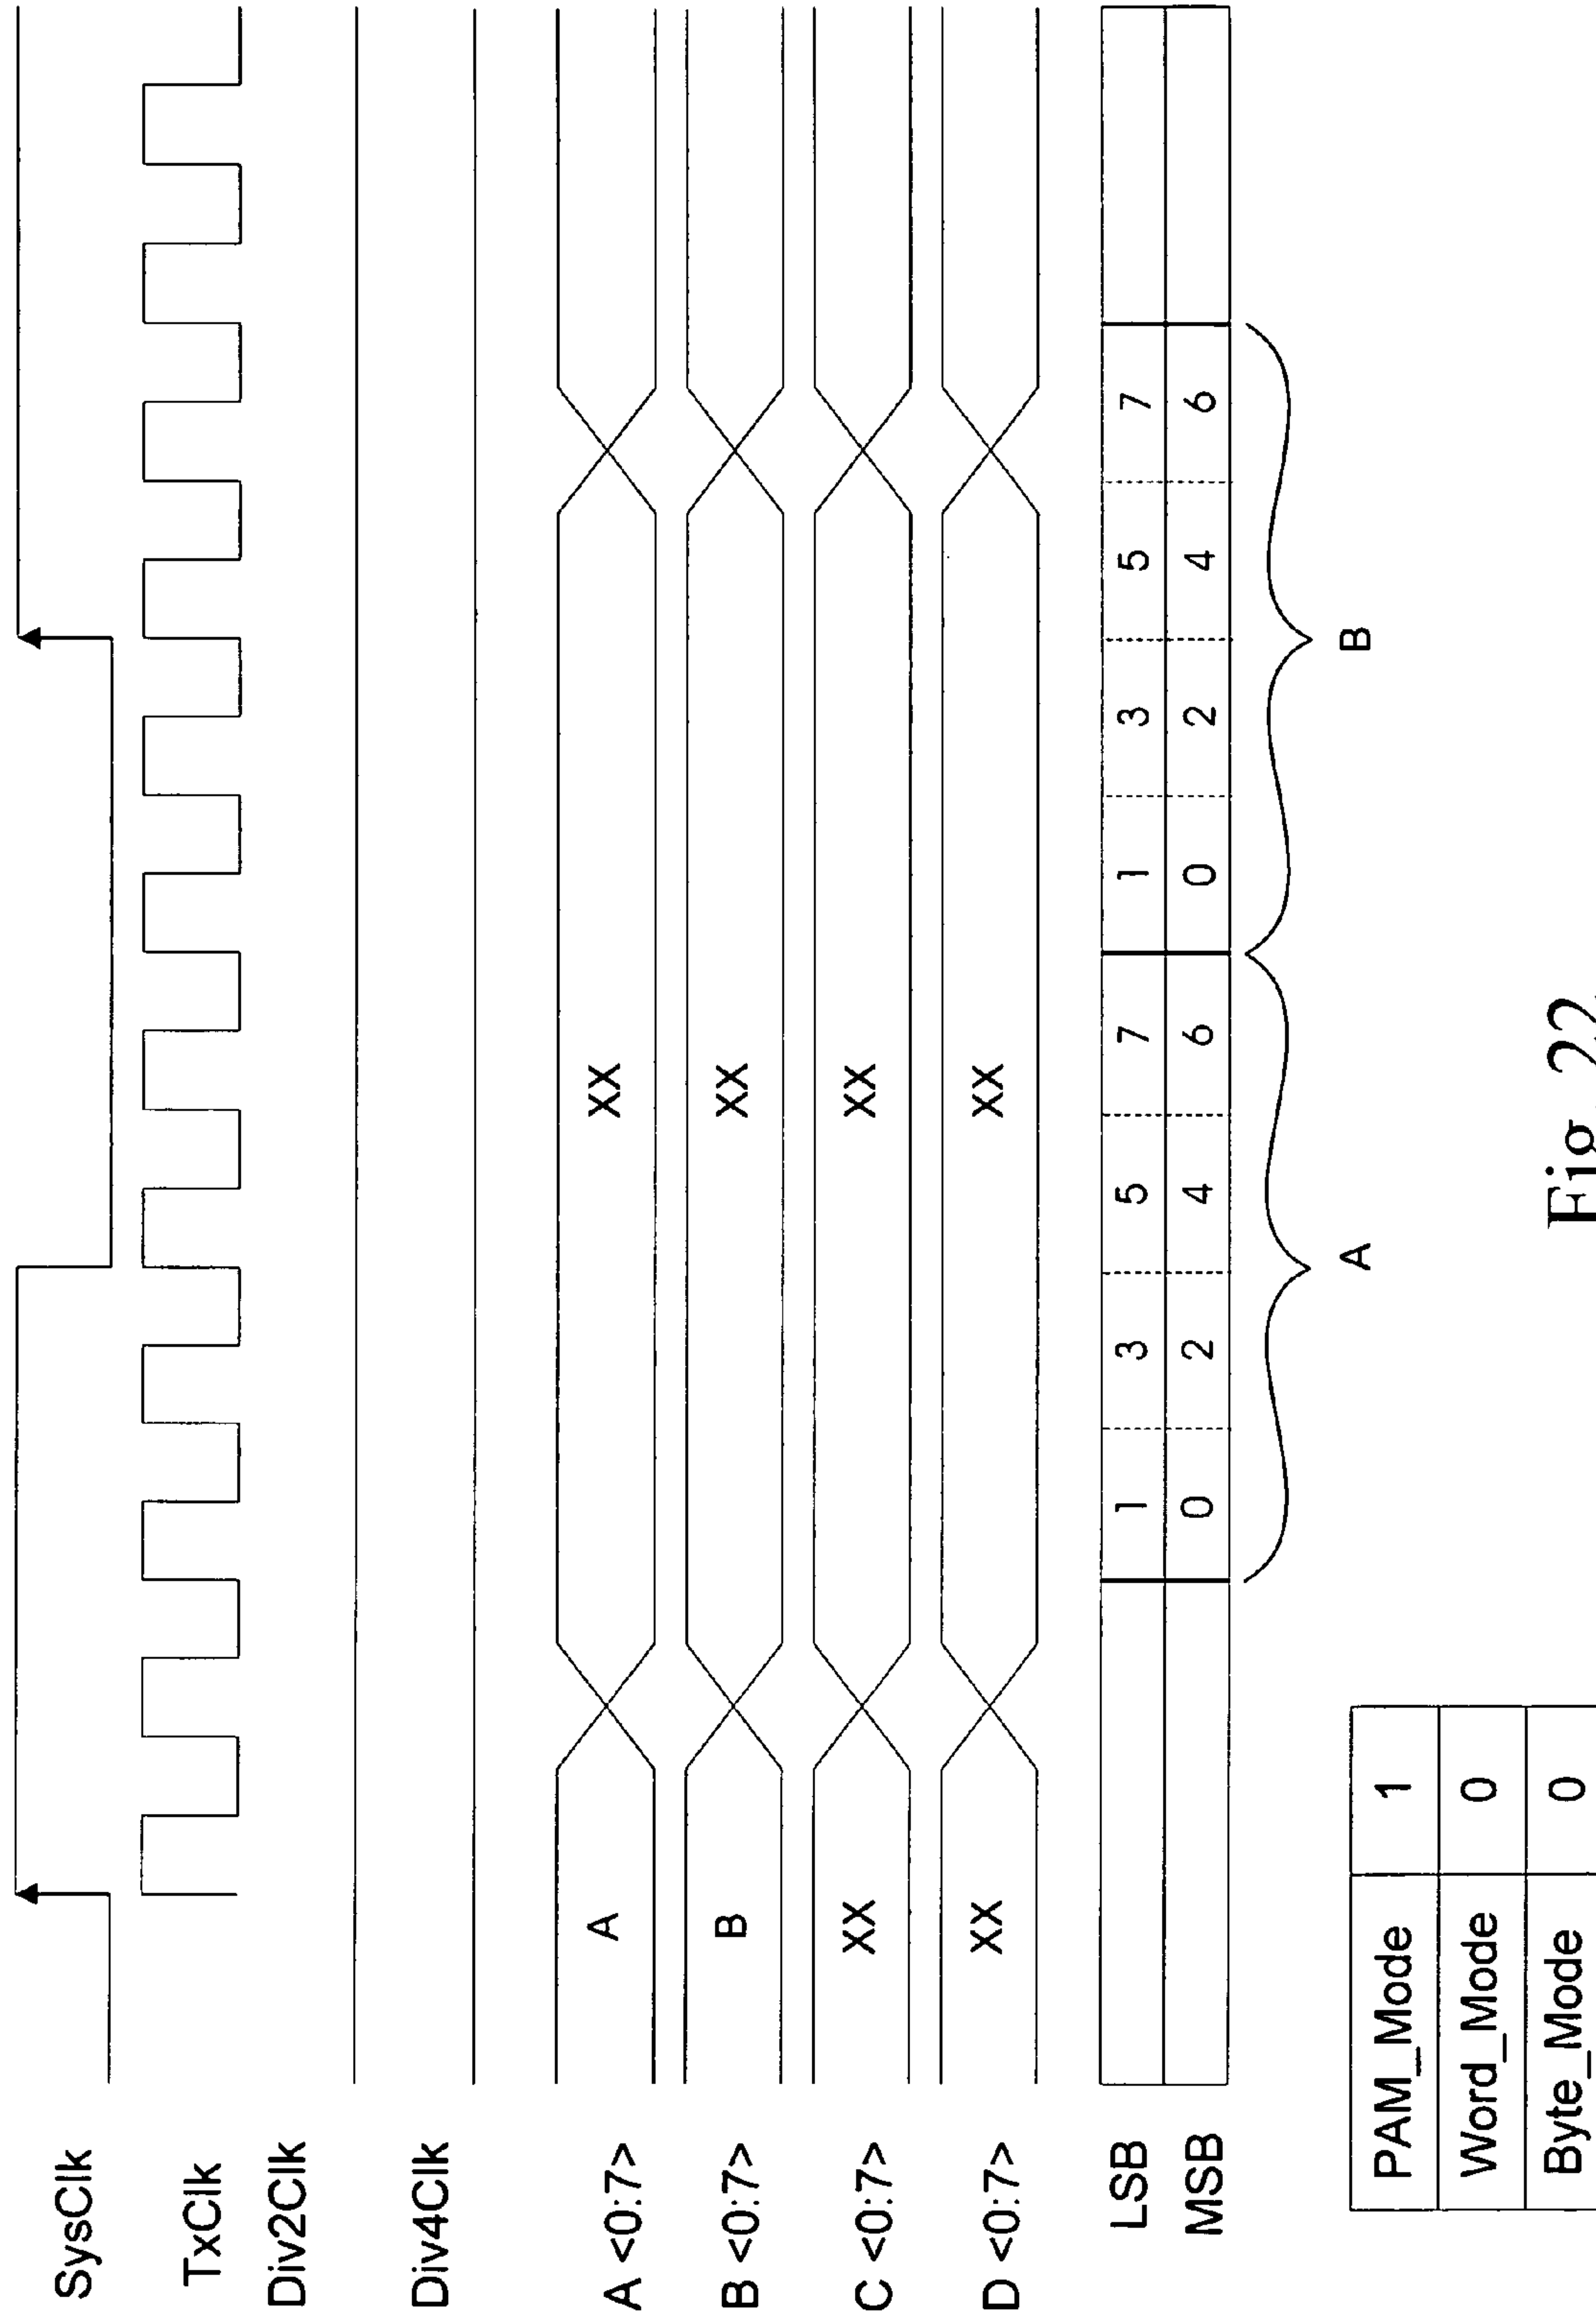 SysClk
TxClk
Div2Clk
Div4Clk
A <0:7> A XX
B <0:7> B XX
C <0:7> XX XX
D <0:7> XX XX
LSB 1 3 5 7 1 3 5 7
MSB 0 2 4 6 0 2 4 6
A B
PAM_Mode 1
Word_Mode 0
Byte_Mode 0
Fig. 22